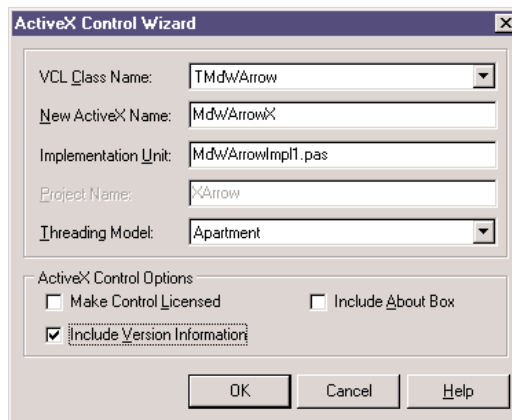 ActiveX Control Wizard
VCL Class Name: TMdWArrow
New ActiveX Name: MdWArrowX
Implementation Unit: MdWArrowImpl1.pas
Project Name: XArrow
Threading Model: Apartment
ActiveX Control Options
Make Control Licensed Include About Box
Include Version Information
OK Cancel Help